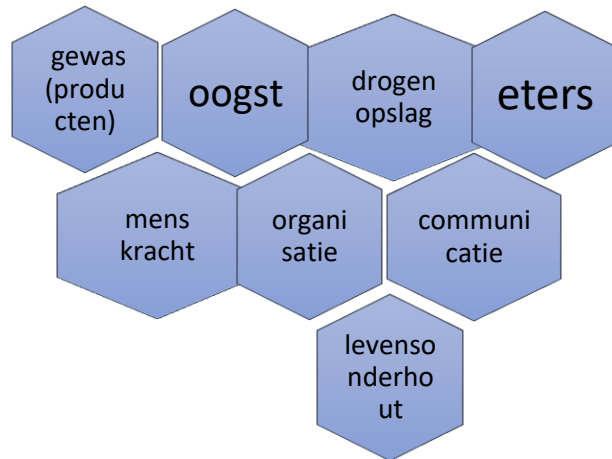 gewas
(produ
cten)
oogst
drogen
opslag
eters
mens
kracht
organi
satie
communi
catie
levenso
nderho
ut